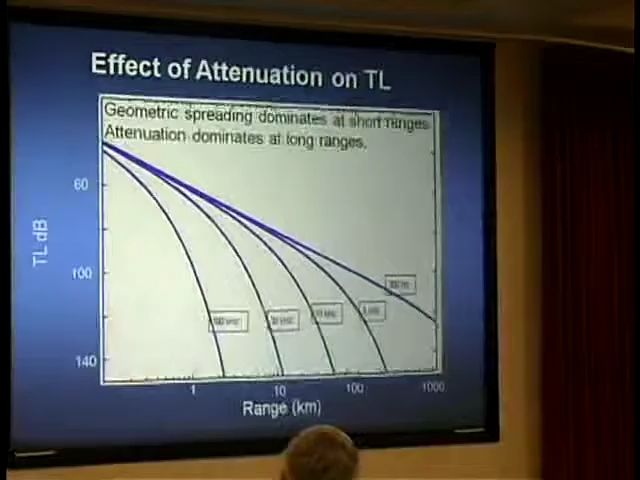 Effect of Attenuation on TL
Geometric spreading dominates at short ranges
Attenuation dominates at long ranges.
TL dB
60
100
140
1
10
100
1000
Range (km)